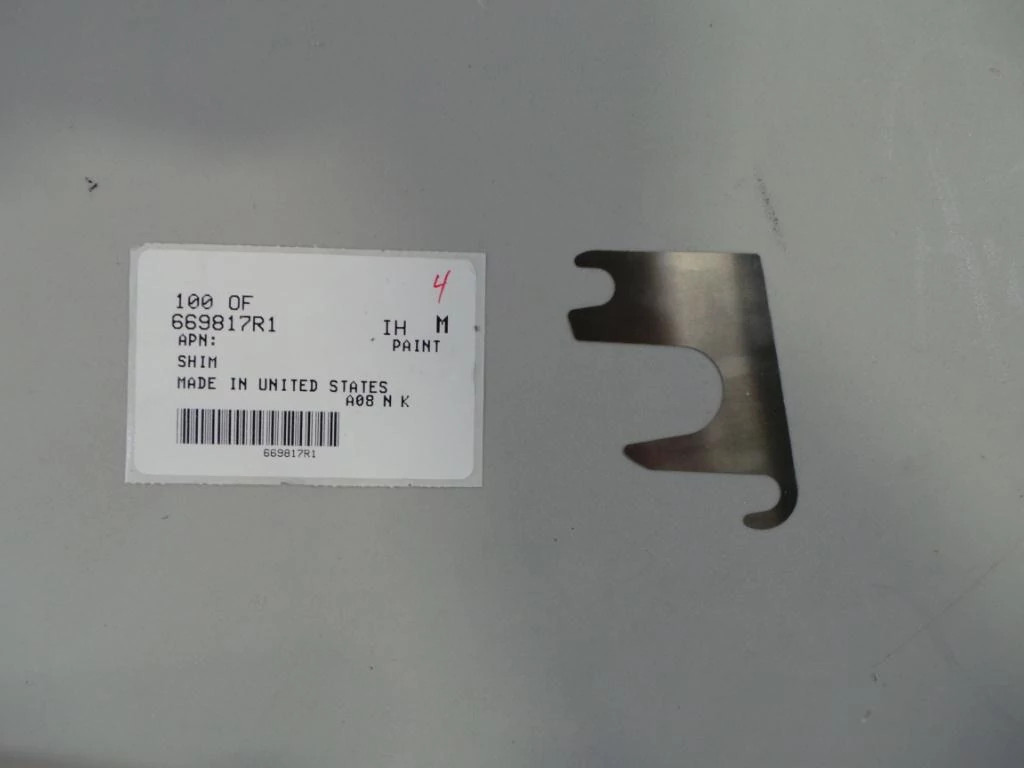 4
100 OF
669817R1 IH M
APN: PAINT
SHIM
MADE IN UNITED STATES
A08 N K
669817R1